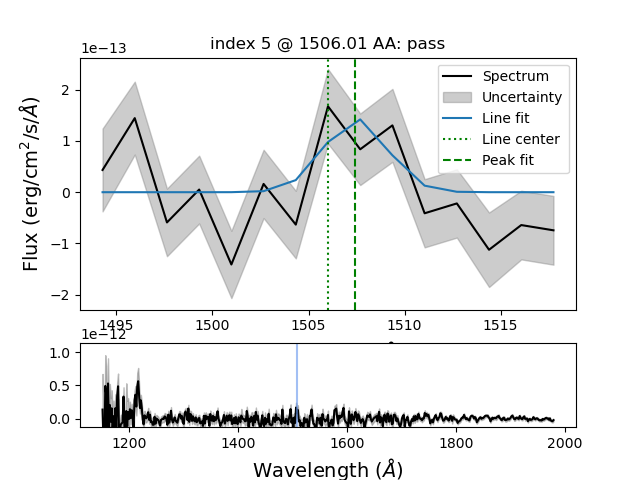 index 5 @ 1506.01 AA: pass
1e−13
Flux (erg/cm²/s/Å)
2
1
0
−1
−2
Spectrum
Uncertainty
Line fit
Line center
Peak fit
1495 1500 1505 1510 1515
1e−12
1.0
0.5
0.0
1200 1400 1600 1800 2000
Wavelength (Å)